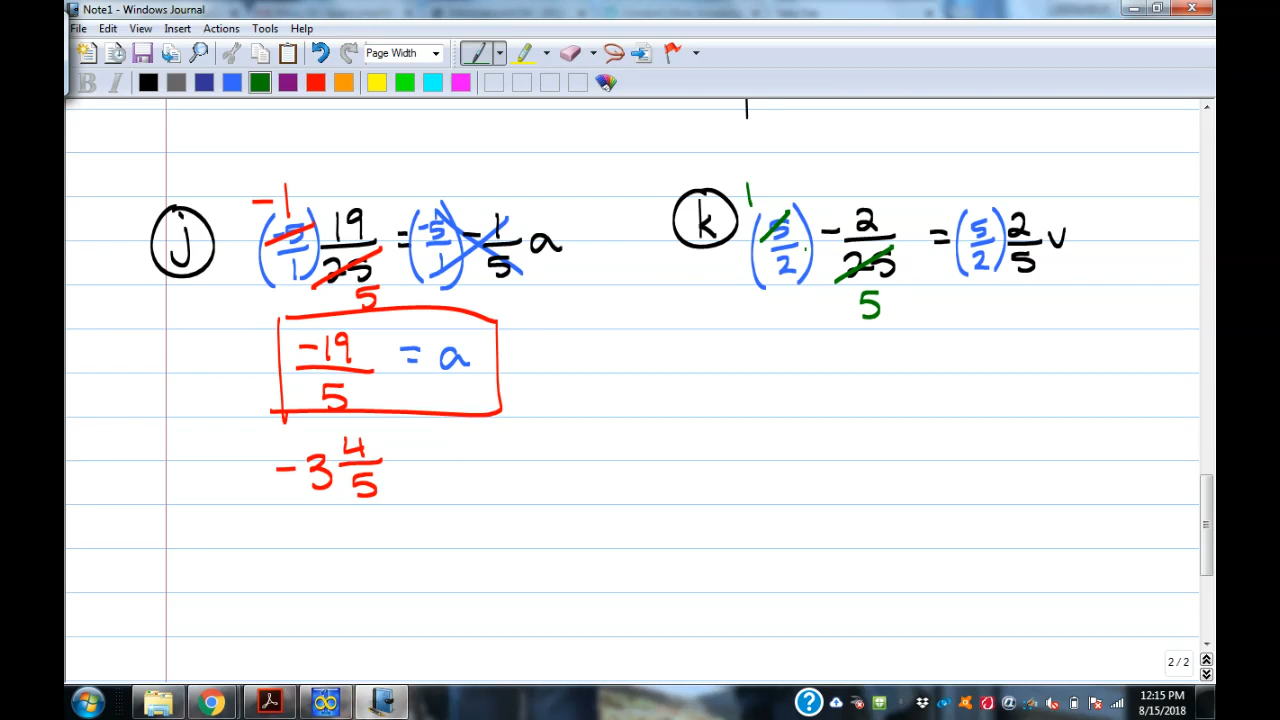 Note1 - Windows Journal
File Edit View Insert Actions Tools Help
Page Width
B I
j -1 (-5/1) 19/25 = (-5/1) -1/5 a
5
-19/5 = a
-3 4/5
k 1 (5/2) -2/25 = (5/2) 2/5 v
5
2 / 2
12:15 PM
8/15/2018